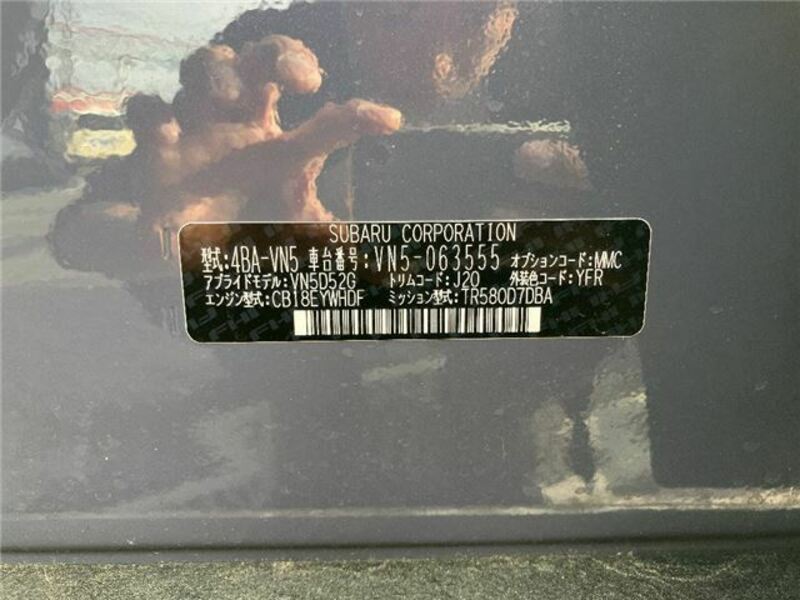 SUBARU CORPORATION
型式:4BA-VN5 車台番号:VN5-063555 オプションコード:MMC
アプライドモデル:VN5D52G トリムコード:J20 外装色コード:YFR
エンジン型式:CB18EYWHDF ミッション型式:TR580D7DBA